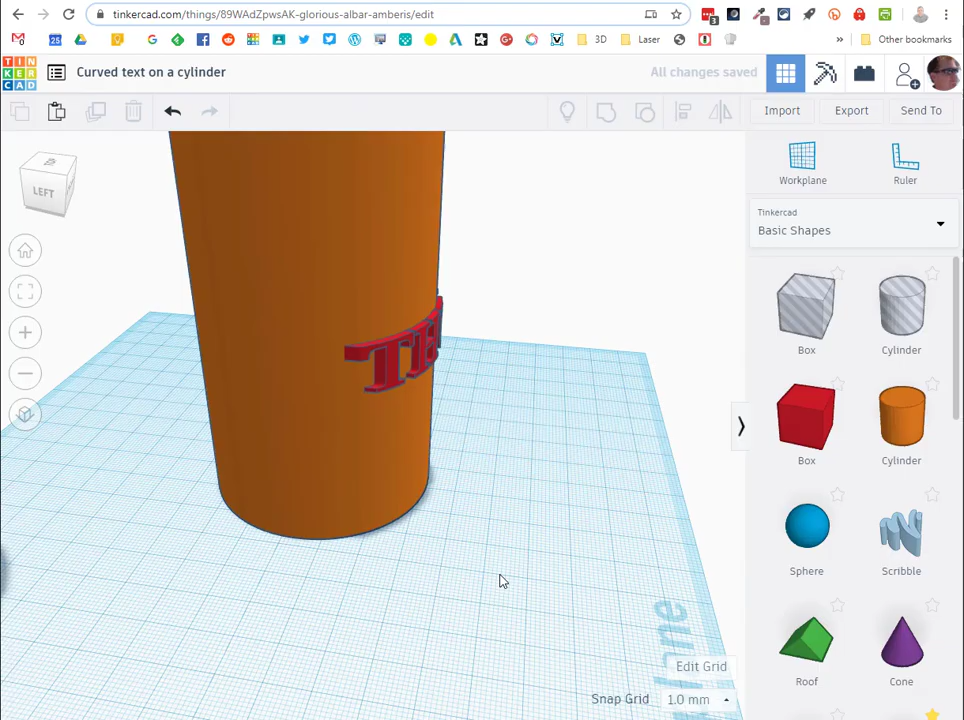 tinkercad.com/things/89WAdZpwsAK-glorious-albar-amberis/edit
3D
Laser
»
Other bookmarks
TIN
KER
CAD
Curved text on a cylinder
All changes saved
Import
Export
Send To
LEFT
Workplane
Ruler
Tinkercad
Basic Shapes
TH
Box
Cylinder
Box
Cylinder
Sphere
Scribble
Roof
Cone
Edit Grid
Snap Grid
1.0 mm